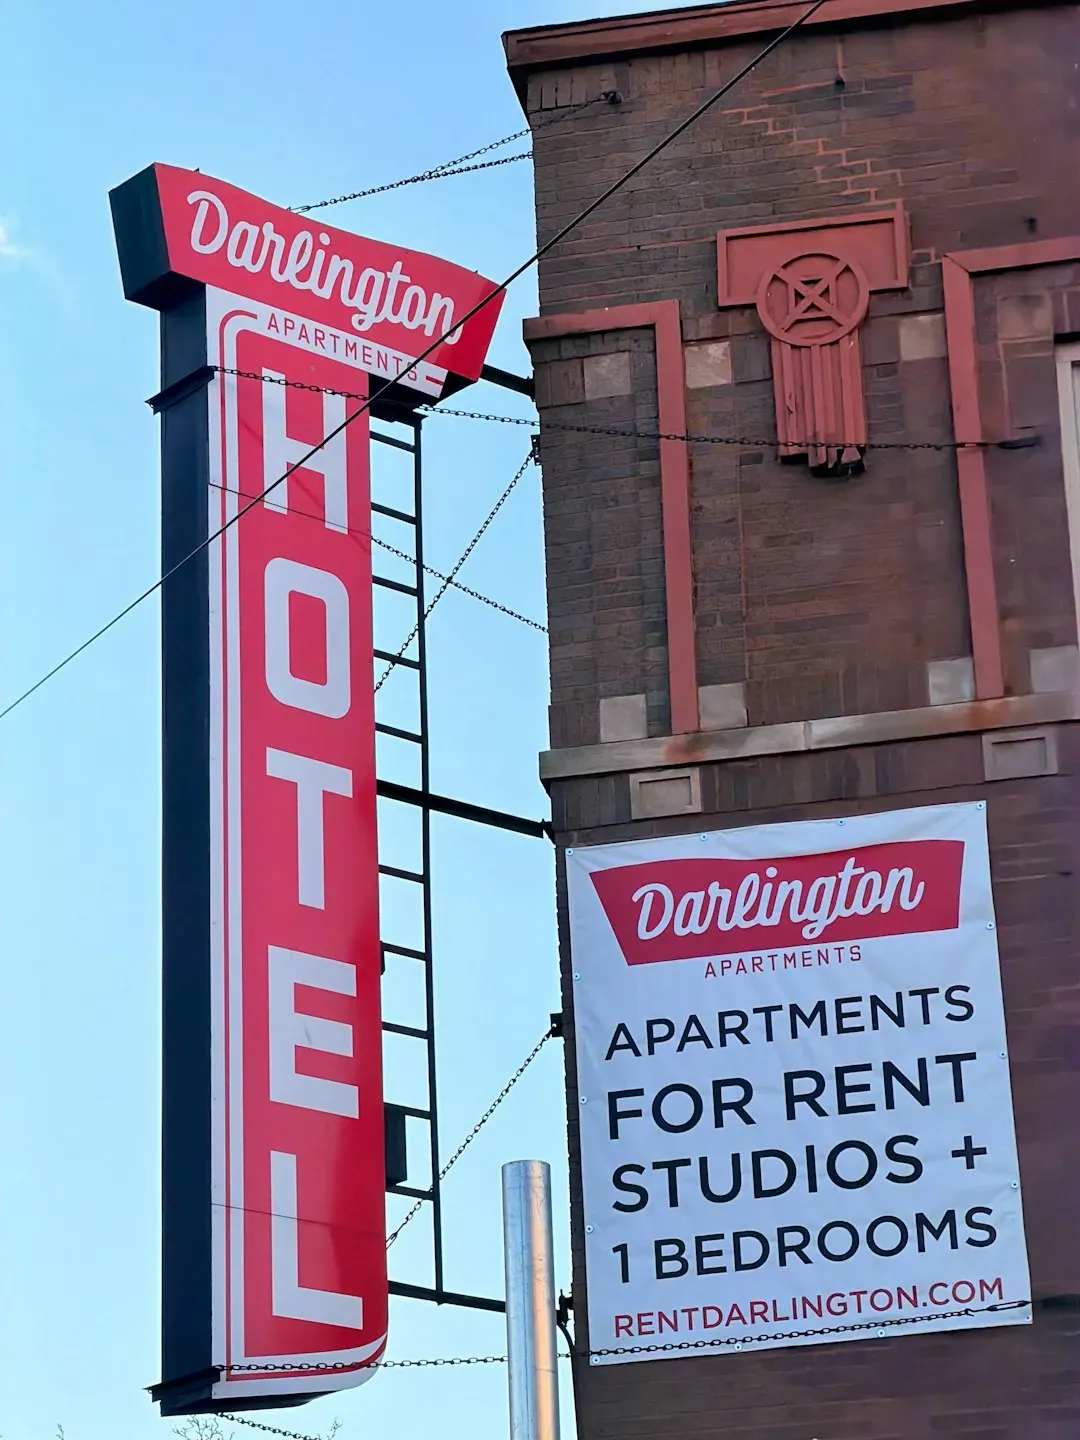 Darlington
APARTMENTS
HOTEL
Darlington
APARTMENTS
APARTMENTS
FOR RENT
STUDIOS +
1 BEDROOMS
RENTDARLINGTON.COM